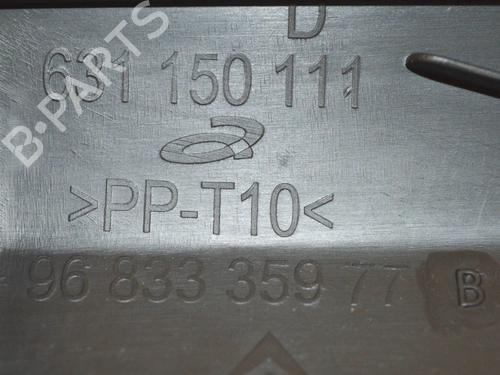 D
631 150 111
>PP-T10<
96 833 359 77 B
B-PARTS